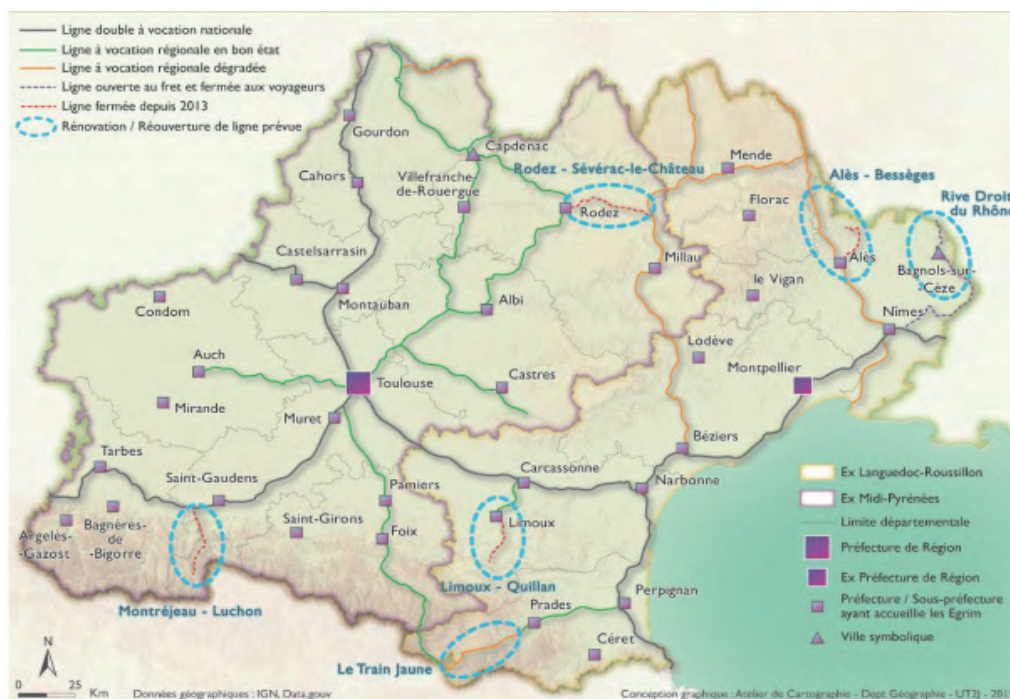 Ligne double à vocation nationale
Ligne à vocation régionale en bon état
Ligne à vocation régionale dégradée
Ligne ouverte au fret et fermée aux voyageurs
Ligne fermée depuis 2013
Rénovation / Réouverture de ligne prévue
Gourdon
Capdenac
Cahors
Villefranche-
de-Rouergue
Rodez - Sévérac-le-Château
Rodez
Mende
Florac
Alès - Bessèges
Alès
Rive Droit
du Rhône
Bagnols-sur-
-Cèze
Castelsarrasin
Montauban
Albi
Millau
le Vigan
Nîmes
Condom
Lodève
Auch
Toulouse
Castres
Montpellier
Mirande
Muret
Béziers
Tarbes
Saint-Gaudens
Carcassonne
Narbonne
Pamiers
Argelès-
-Gazost
Bagnères-
de-
-Bigorre
Saint-Girons
Foix
Limoux
Montréjeau - Luchon
Limoux - Quillan
Prades
Perpignan
Céret
Le Train Jaune
Ex Languedoc-Roussillon
Ex Midi-Pyrénées
Limite départementale
Préfecture de Région
Ex Préfecture de Région
Préfecture / Sous-préfecture
ayant accueillie les Egrim
Ville symbolique
N
0 25
Km
Données géographiques : IGN, Data.gouv
Conception graphique : Atelier de Cartographie - Dept Géographie - UT2J - 201